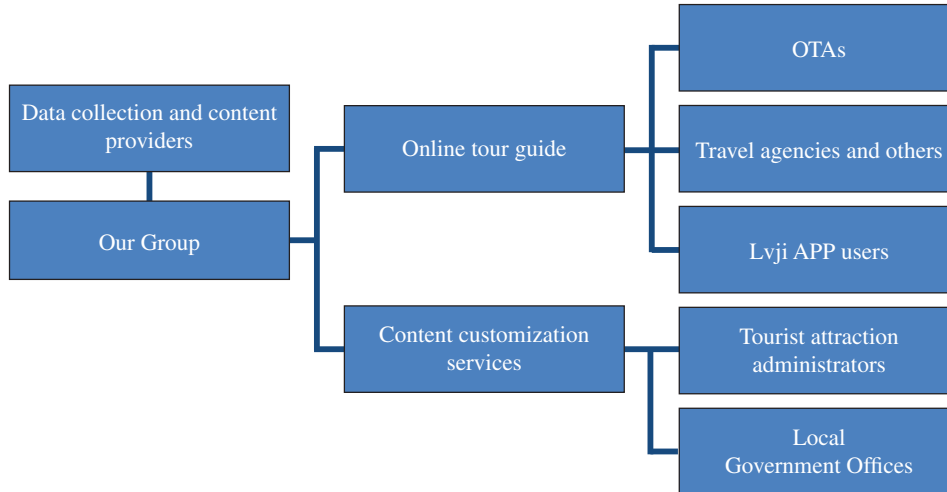 Data collection and content
providers
Our Group
Online tour guide
Content customization
services
OTAs
Travel agencies and others
Lvji APP users
Tourist attraction
administrators
Local
Government Offices